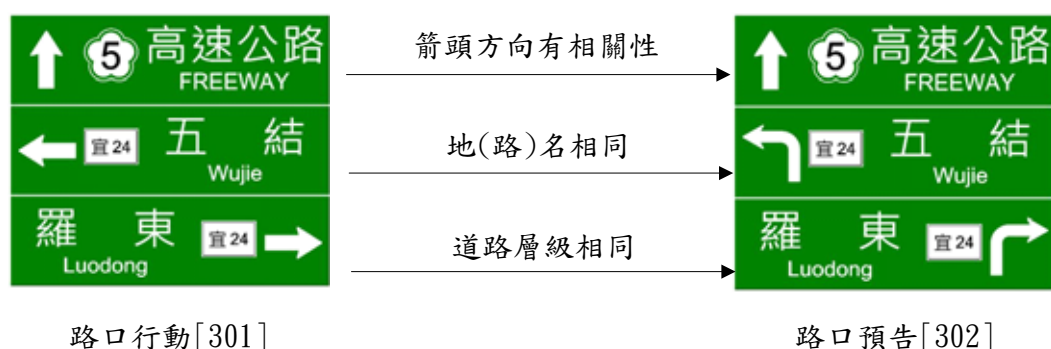 5 高速公路
FREEWAY
宜24 五結
Wujie
羅東 宜24
Luodong
路口行動[301]
箭頭方向有相關性
地(路)名相同
道路層級相同
5 高速公路
FREEWAY
宜24 五結
Wujie
羅東 宜24
Luodong
路口預告[302]